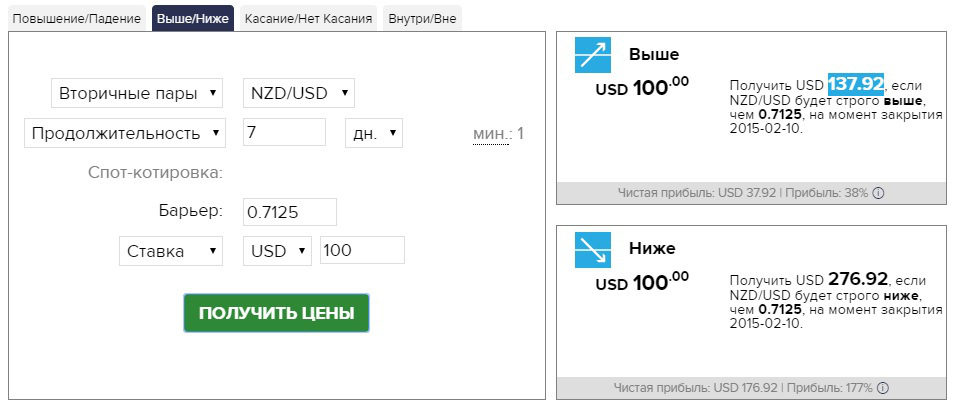 Повышение/Падение Выше/Ниже Касание/Нет Касания Внутри/Вне
Вторичные пары NZD/USD
Продолжительность 7 дн. мин.: 1
Спот-котировка:
Барьер: 0.7125
Ставка USD 100
ПОЛУЧИТЬ ЦЕНЫ
Выше
USD 100.00
Получить USD 137.92, если
NZD/USD будет строго выше,
чем 0.7125, на момент закрытия
2015-02-10.
Чистая прибыль: USD 37.92 | Прибыль: 38%
Ниже
USD 100.00
Получить USD 276.92, если
NZD/USD будет строго ниже,
чем 0.7125, на момент закрытия
2015-02-10.
Чистая прибыль: USD 176.92 | Прибыль: 177%